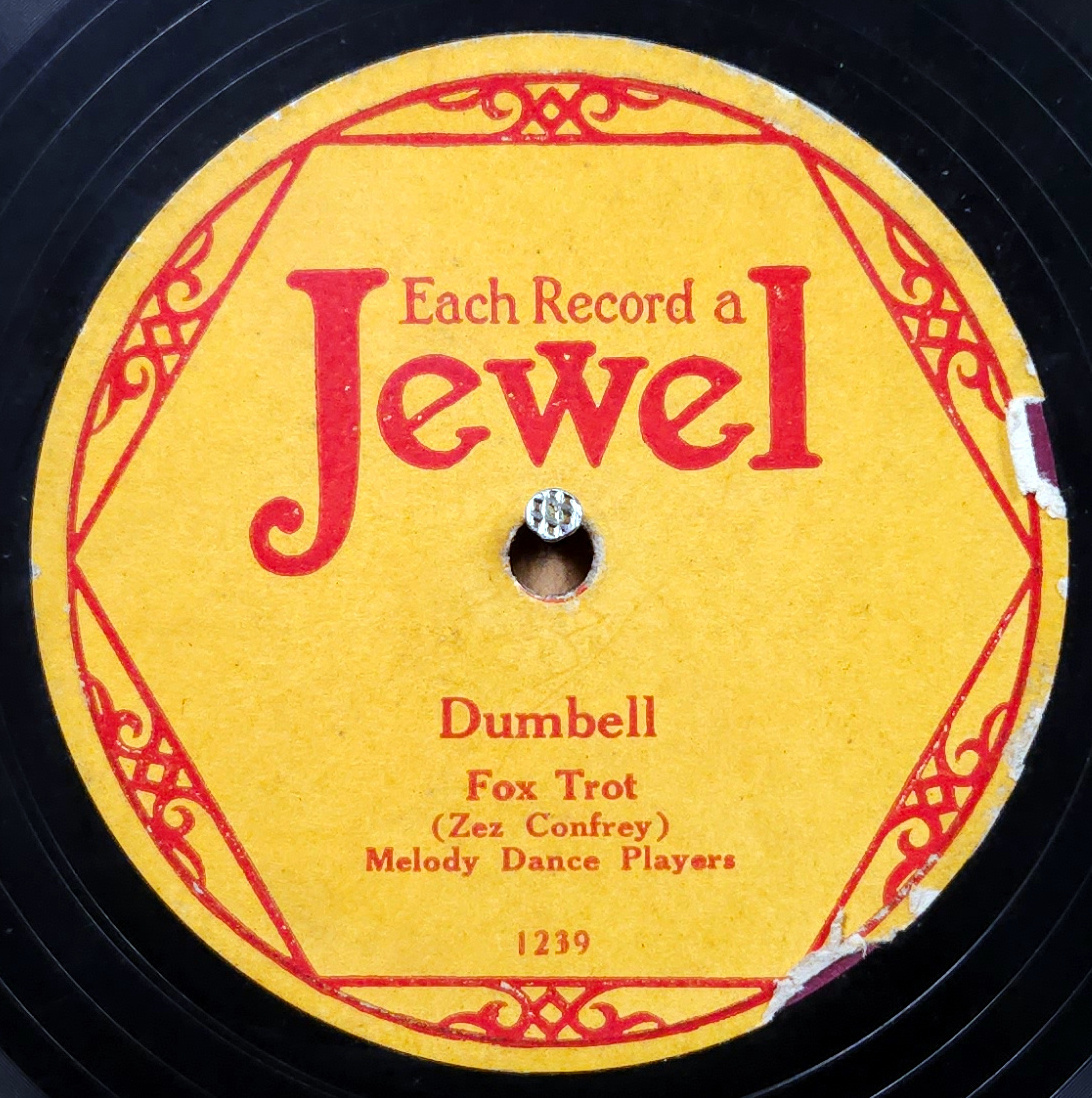 Each Record a
Jewel
Dumbell
Fox Trot
(Zez Confrey)
Melody Dance Players
1239